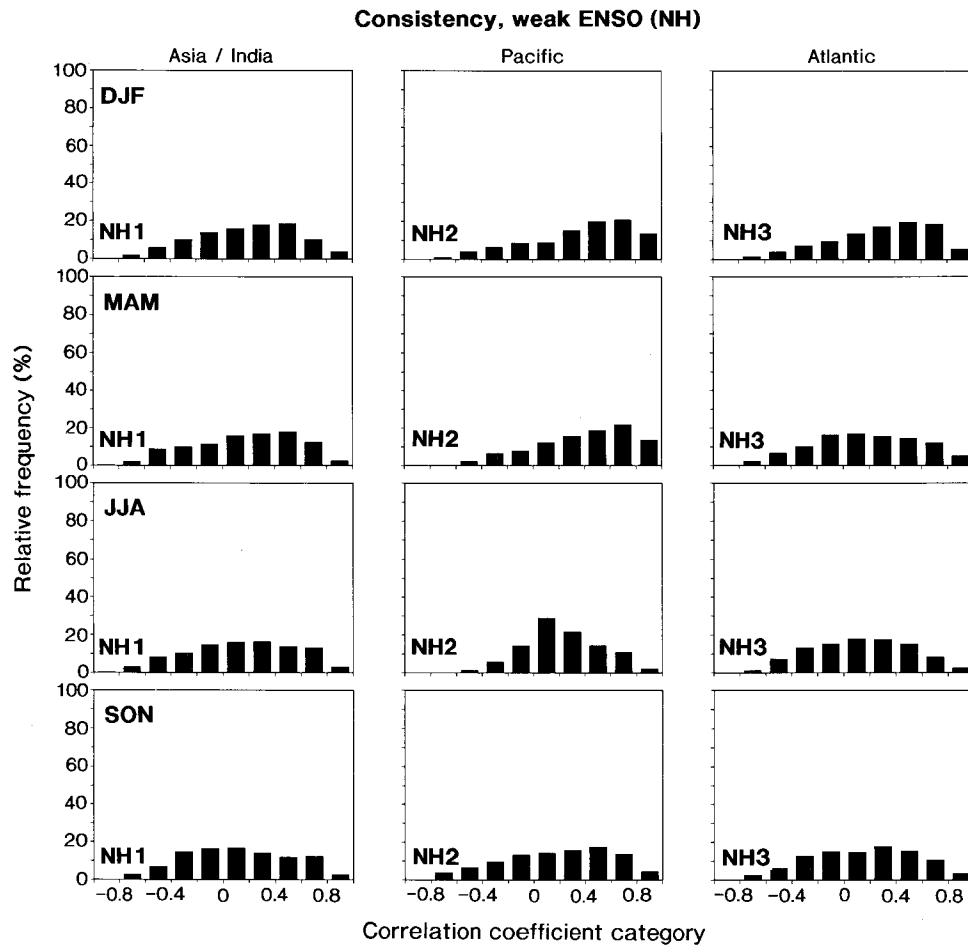 Consistency, weak ENSO (NH)
Asia / India Pacific Atlantic
100
80
60
40
20
0
DJF
NH1 NH2 NH3
100
80
60
40
20
0
MAM
NH1 NH2 NH3
100
80
60
40
20
0
JJA
NH1 NH2 NH3
100
80
60
40
20
0
SON
NH1 NH2 NH3
-0.8 -0.4 0 0.4 0.8 -0.8 -0.4 0 0.4 0.8 -0.8 -0.4 0 0.4 0.8
Relative frequency (%)
Correlation coefficient category